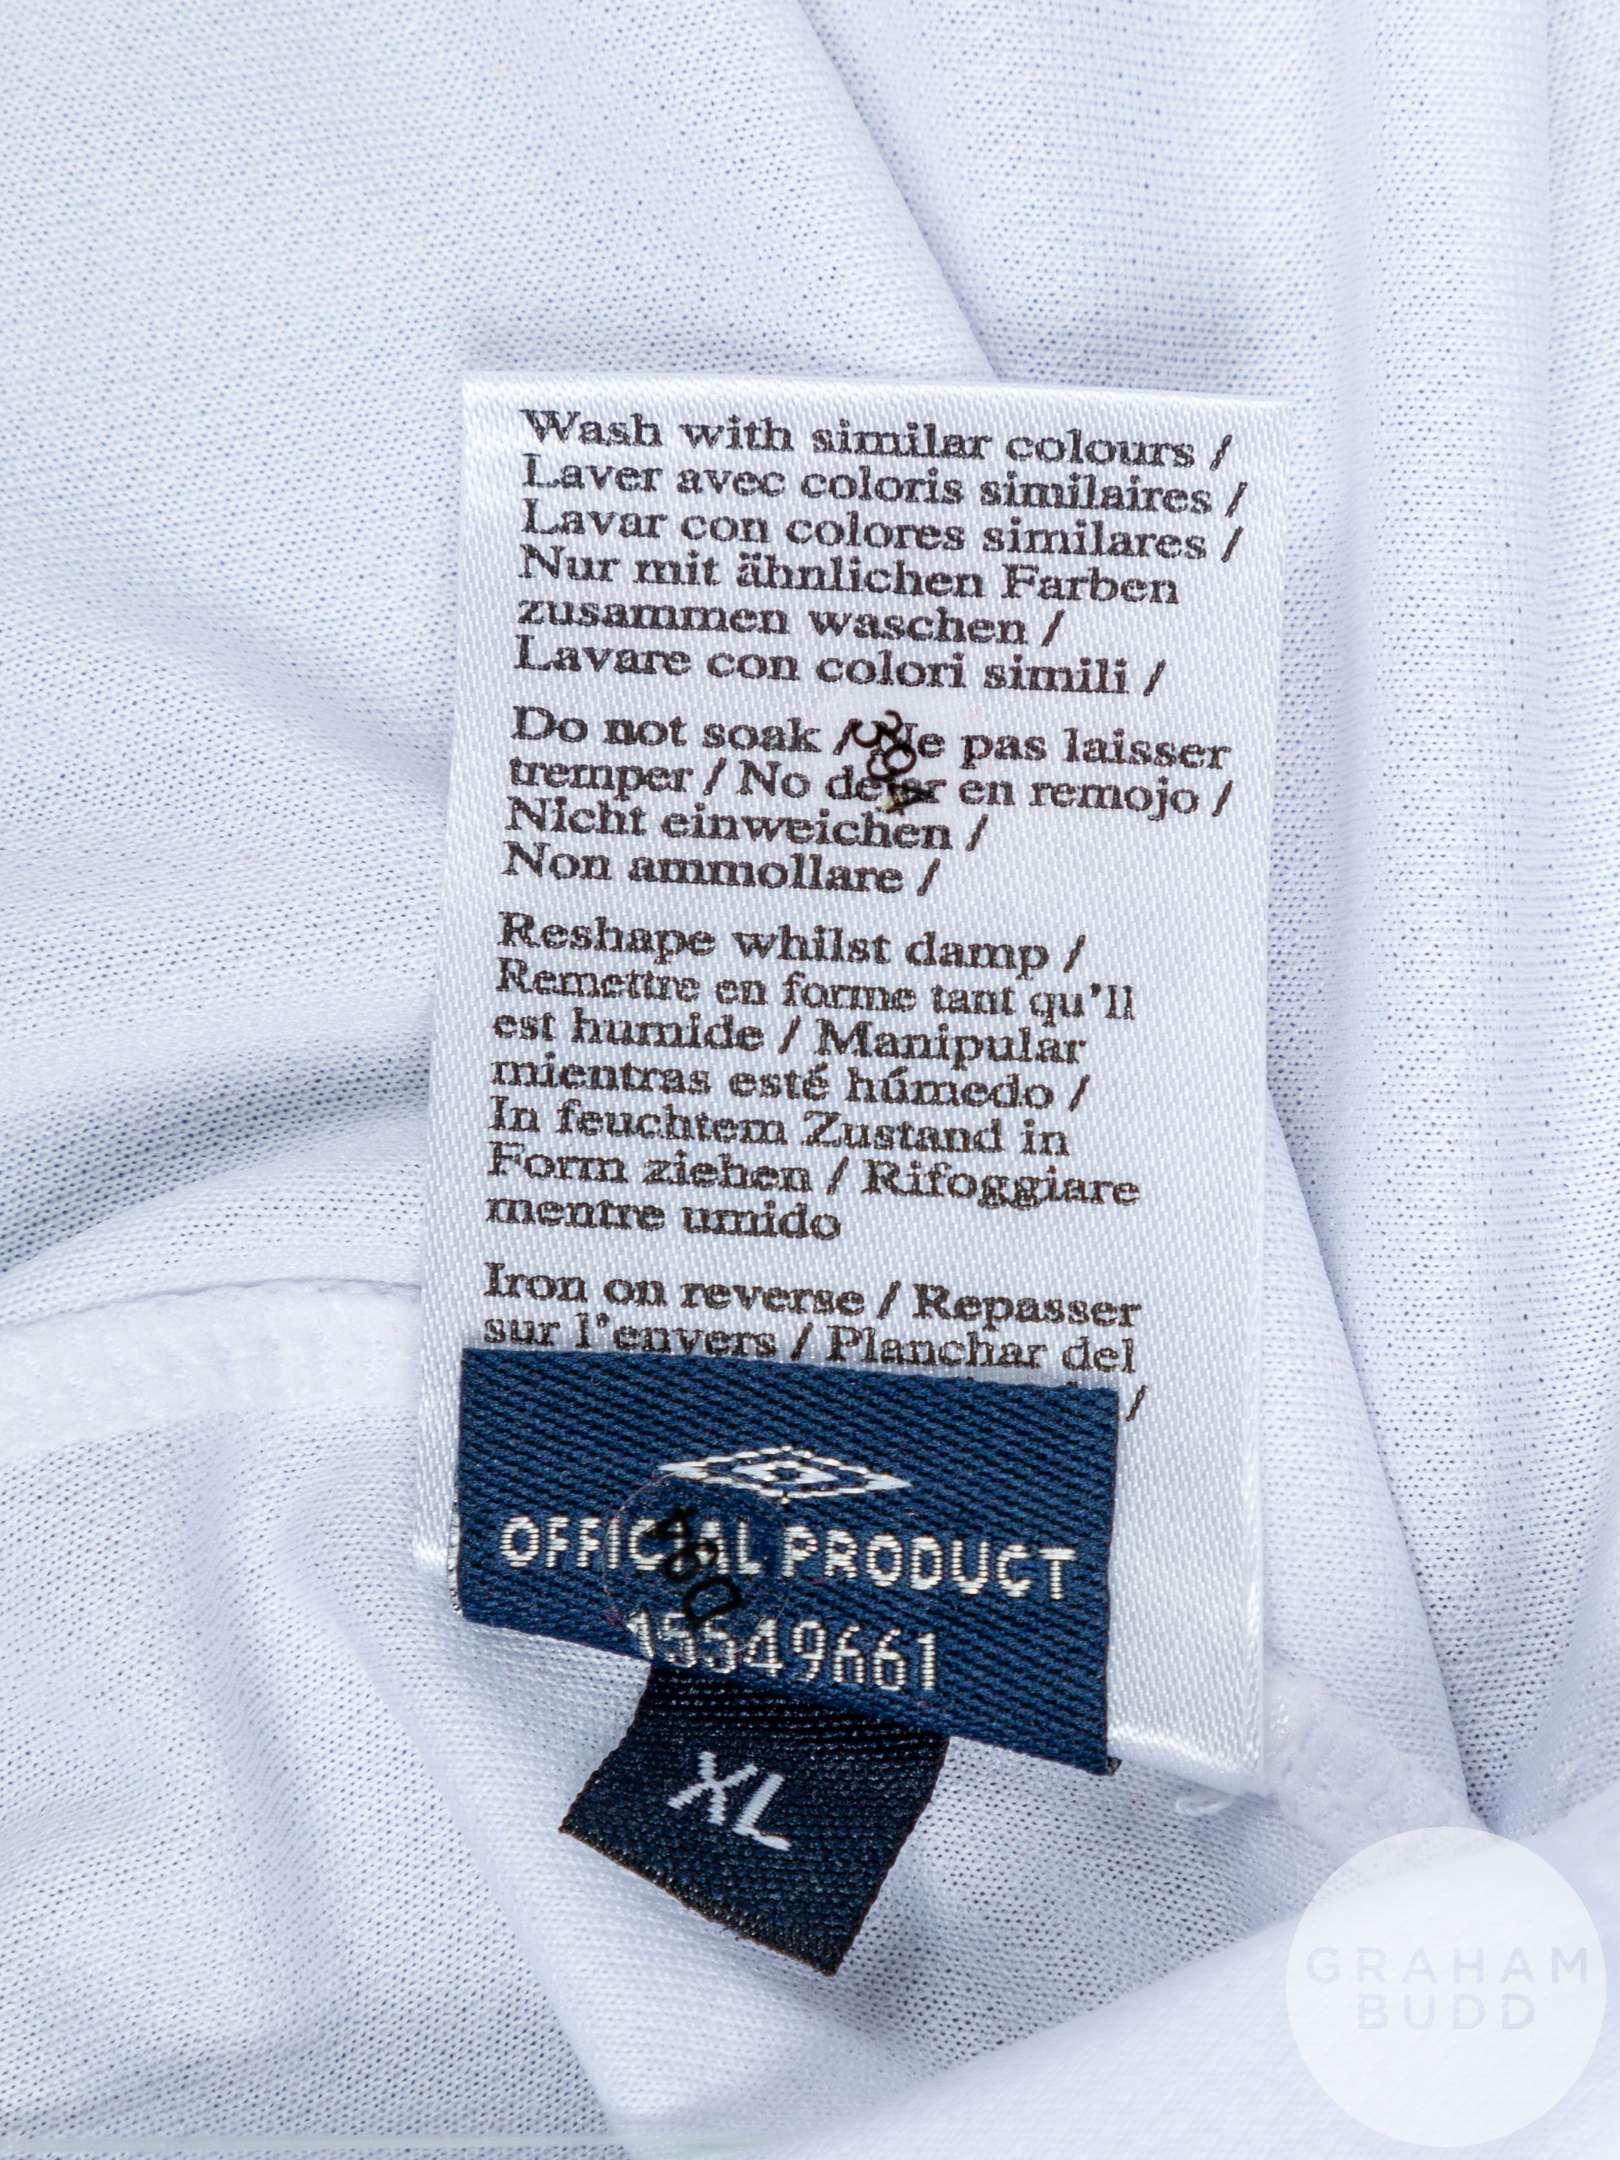 Wash with similar colours /
Laver avec coloris similaires /
Lavar con colores similares /
Nur mit ähnlichen Farben
zusammen waschen /
Lavare con colori simili /
Do not soak / Ne pas laisser
tremper / No dejar en remojo /
Nicht einweichen /
Non ammollare /
Reshape whilst damp /
Remettre en forme tant qu'll
est humide / Manipular
mientras esté húmedo /
In feuchtem Zustand in
Form ziehen / Rifoggiare
mentre umido
Iron on reverse / Repasser
sur l'envers / Planchar del
/
OFFICIAL PRODUCT
15549661
XL
GRAHAM
BUDD